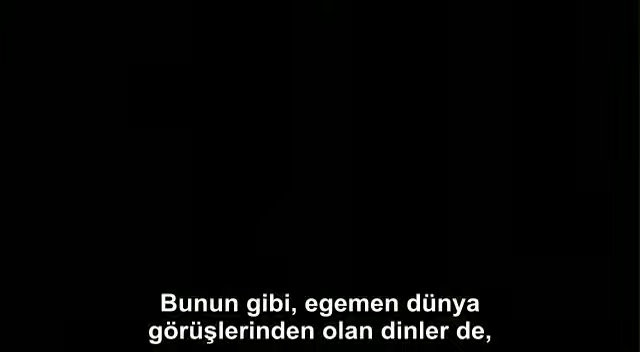 Bunun gibi, egemen dünya
görüşlerinden olan dinler de,